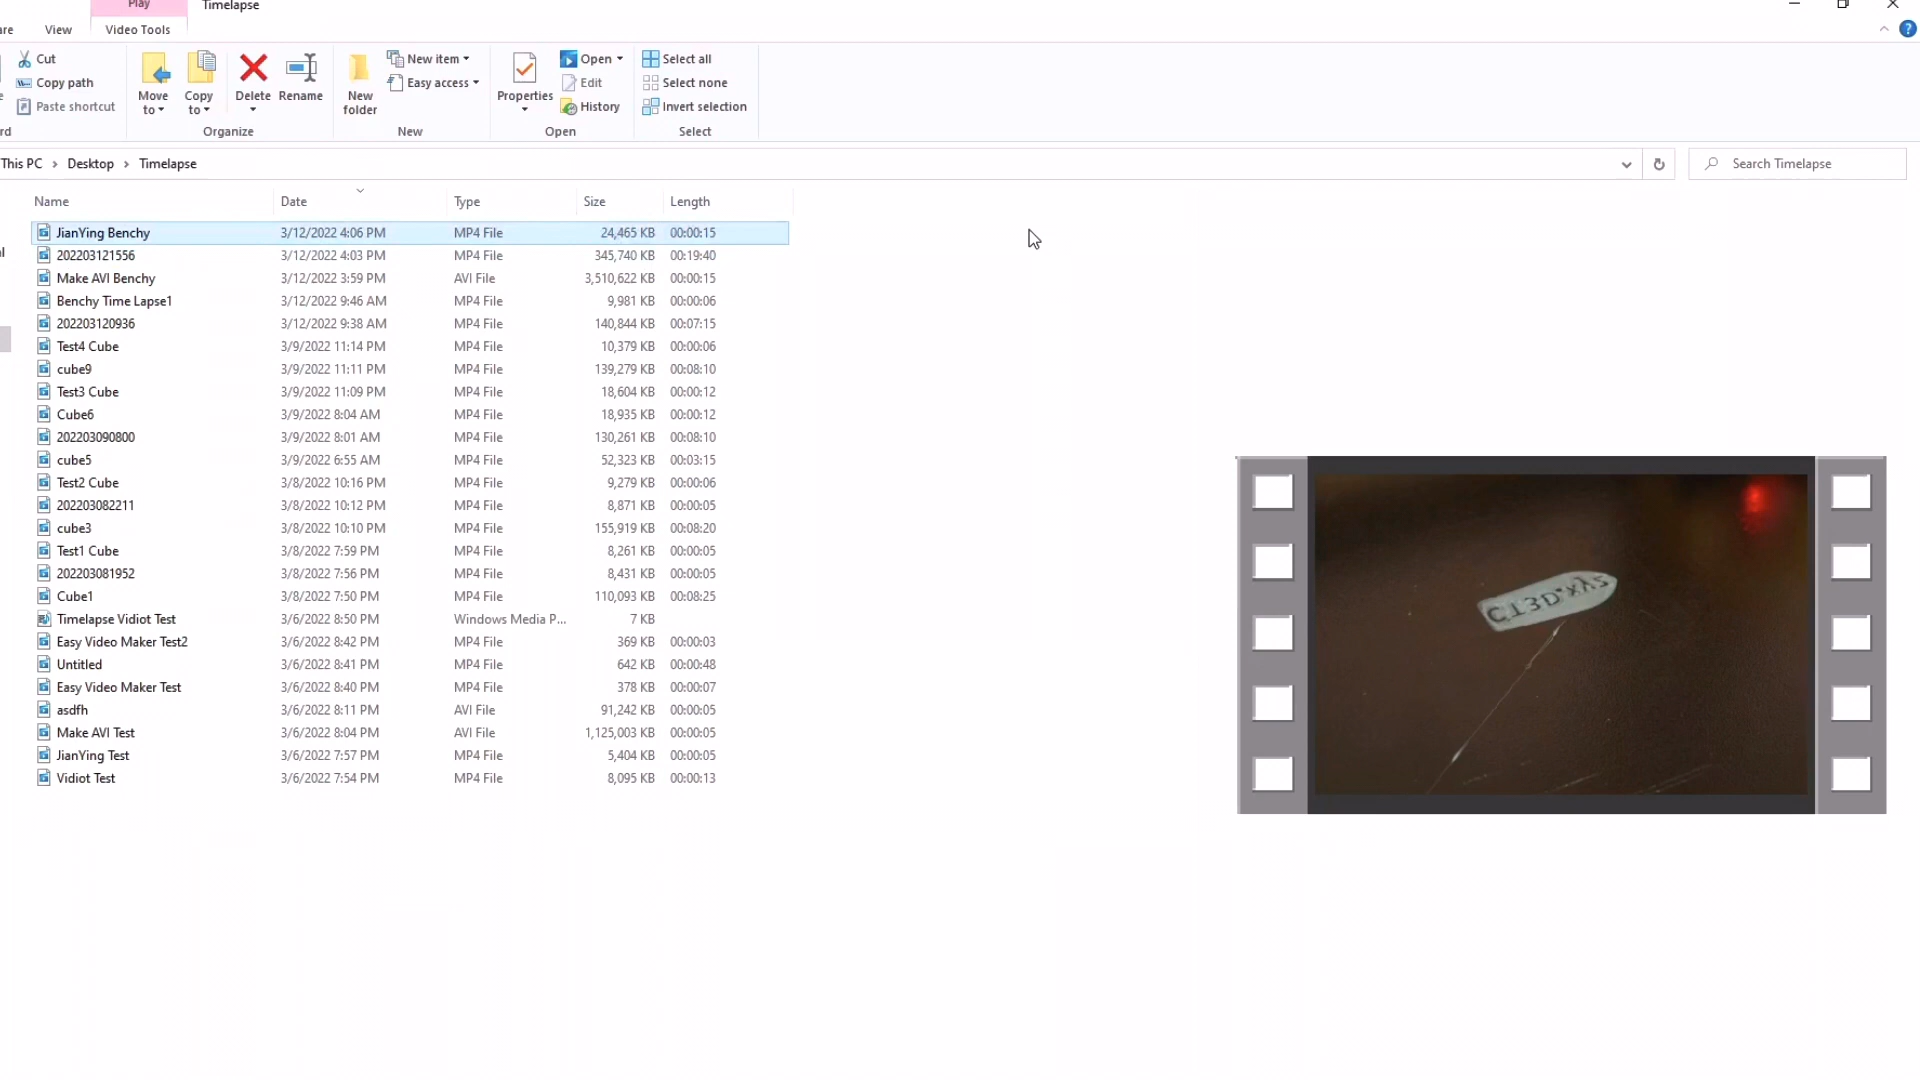 Play Timelapse
are View Video Tools
Cut
Copy path
Paste shortcut
Move to
Copy to
Delete
Rename
New folder
New item
Easy access
Properties
Open
Edit
History
Select all
Select none
Invert selection
rd Organize New Open Select
This PC > Desktop > Timelapse
Search Timelapse
Name Date Type Size Length
JianYing Benchy 3/12/2022 4:06 PM MP4 File 24,465 KB 00:00:15
202203121556 3/12/2022 4:03 PM MP4 File 345,740 KB 00:19:40
Make AVI Benchy 3/12/2022 3:59 PM AVI File 3,510,622 KB 00:00:15
Benchy Time Lapse1 3/12/2022 9:46 AM MP4 File 9,981 KB 00:00:06
202203120936 3/12/2022 9:38 AM MP4 File 140,844 KB 00:07:15
Test4 Cube 3/9/2022 11:14 PM MP4 File 10,379 KB 00:00:06
cube9 3/9/2022 11:11 PM MP4 File 139,279 KB 00:08:10
Test3 Cube 3/9/2022 11:09 PM MP4 File 18,604 KB 00:00:12
Cube6 3/9/2022 8:04 AM MP4 File 18,935 KB 00:00:12
202203090800 3/9/2022 8:01 AM MP4 File 130,261 KB 00:08:10
cube5 3/9/2022 6:55 AM MP4 File 52,323 KB 00:03:15
Test2 Cube 3/8/2022 10:16 PM MP4 File 9,279 KB 00:00:06
202203082211 3/8/2022 10:12 PM MP4 File 8,871 KB 00:00:05
cube3 3/8/2022 10:10 PM MP4 File 155,919 KB 00:08:20
Test1 Cube 3/8/2022 7:59 PM MP4 File 8,261 KB 00:00:05
202203081952 3/8/2022 7:56 PM MP4 File 8,431 KB 00:00:05
Cube1 3/8/2022 7:50 PM MP4 File 110,093 KB 00:08:25
Timelapse Vidiot Test 3/6/2022 8:50 PM Windows Media P... 7 KB
Easy Video Maker Test2 3/6/2022 8:42 PM MP4 File 369 KB 00:00:03
Untitled 3/6/2022 8:41 PM MP4 File 642 KB 00:00:48
Easy Video Maker Test 3/6/2022 8:40 PM MP4 File 378 KB 00:00:07
asdfh 3/6/2022 8:11 PM AVI File 91,242 KB 00:00:05
Make AVI Test 3/6/2022 8:04 PM AVI File 1,125,003 KB 00:00:05
JianYing Test 3/6/2022 7:57 PM MP4 File 5,404 KB 00:00:05
Vidiot Test 3/6/2022 7:54 PM MP4 File 8,095 KB 00:00:13